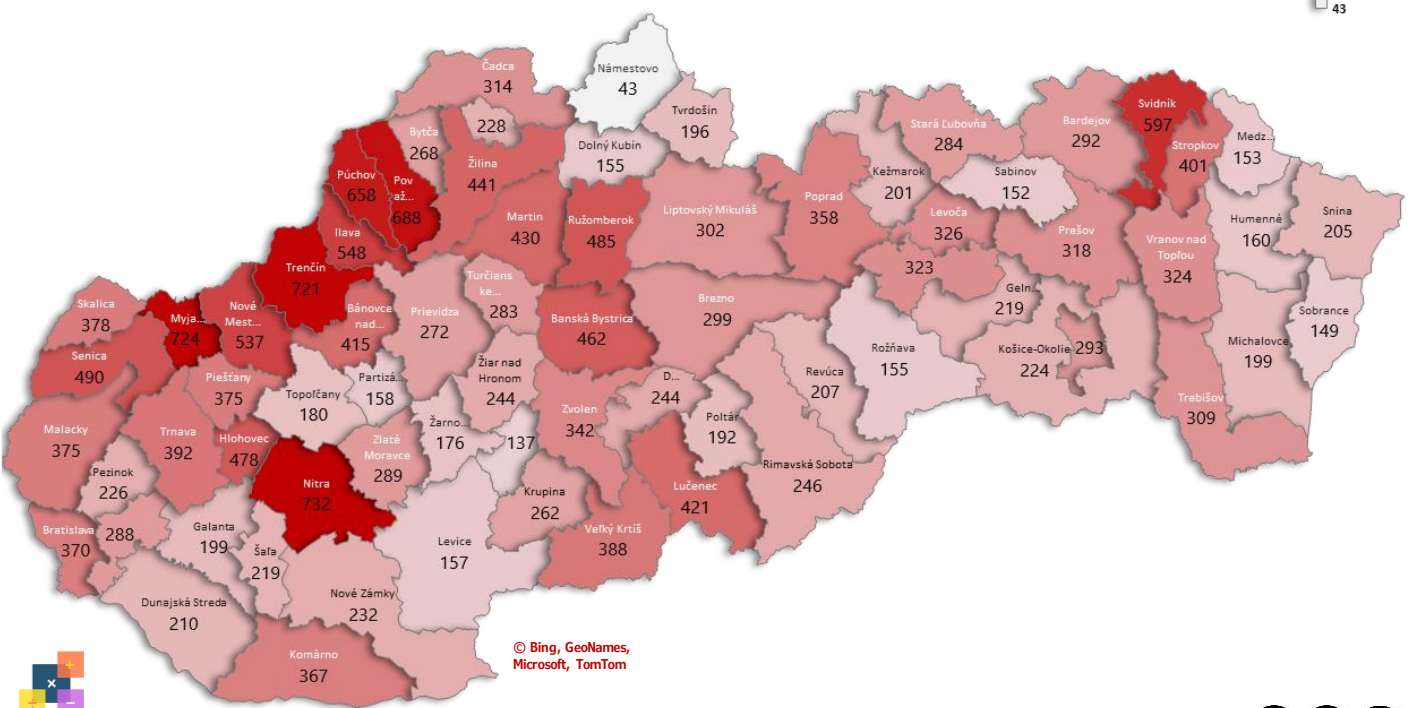 43
Čadca
314
Námestovo
43
Tvrdošín
196
228
Bytča
268
Dolný Kubín
155
Žilina
441
Púchov
658
Pov
až...
688
Martin
430
Ružomberok
485
Liptovský Mikuláš
302
Poprad
358
Kežmarok
201
Stará Ľubovňa
284
Bardejov
292
Svidník
597
Stropkov
401
Medz...
153
Sabinov
152
Levoča
326
Prešov
318
Vranov nad
Topľou
324
Humenné
160
Snina
205
323
Geln...
219
Ilava
548
Trenčín
721
Skalica
378
Myja...
724
Nové
Mest...
537
Bánovce
nad...
415
Prievidza
272
Turčians
ke...
283
Banská Bystrica
462
Brezno
299
Rožňava
155
Košice-Okolie
224
293
Michalovce
199
Sobrance
149
Trebišov
309
Senica
490
Piešťany
375
Topoľčany
180
Partizá...
158
Žiar nad
Hronom
244
Zvolen
342
D...
244
Revúca
207
Poltár
192
Malacky
375
Trnava
392
Hlohovec
478
Zlaté
Moravce
289
Žarno...
176
137
Pezinok
226
Nitra
732
Krupina
262
Lučenec
421
Rimavská Sobota
246
Bratislava
370
288
Galanta
199
Šaľa
219
Levice
157
Veľký Krtíš
388
Dunajská Streda
210
Nové Zámky
232
Komárno
367
© Bing, GeoNames,
Microsoft, TomTom